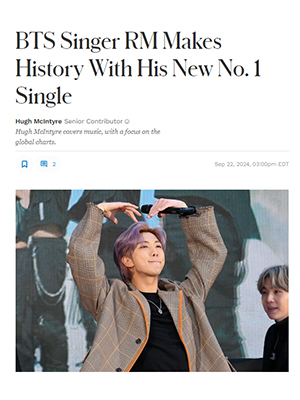 BTS Singer RM Makes
History With His New No. 1
Single
Hugh McIntyre Senior Contributor
Hugh McIntyre covers music, with a focus on the
global charts.
2
Sep 22, 2024, 03:00pm EDT